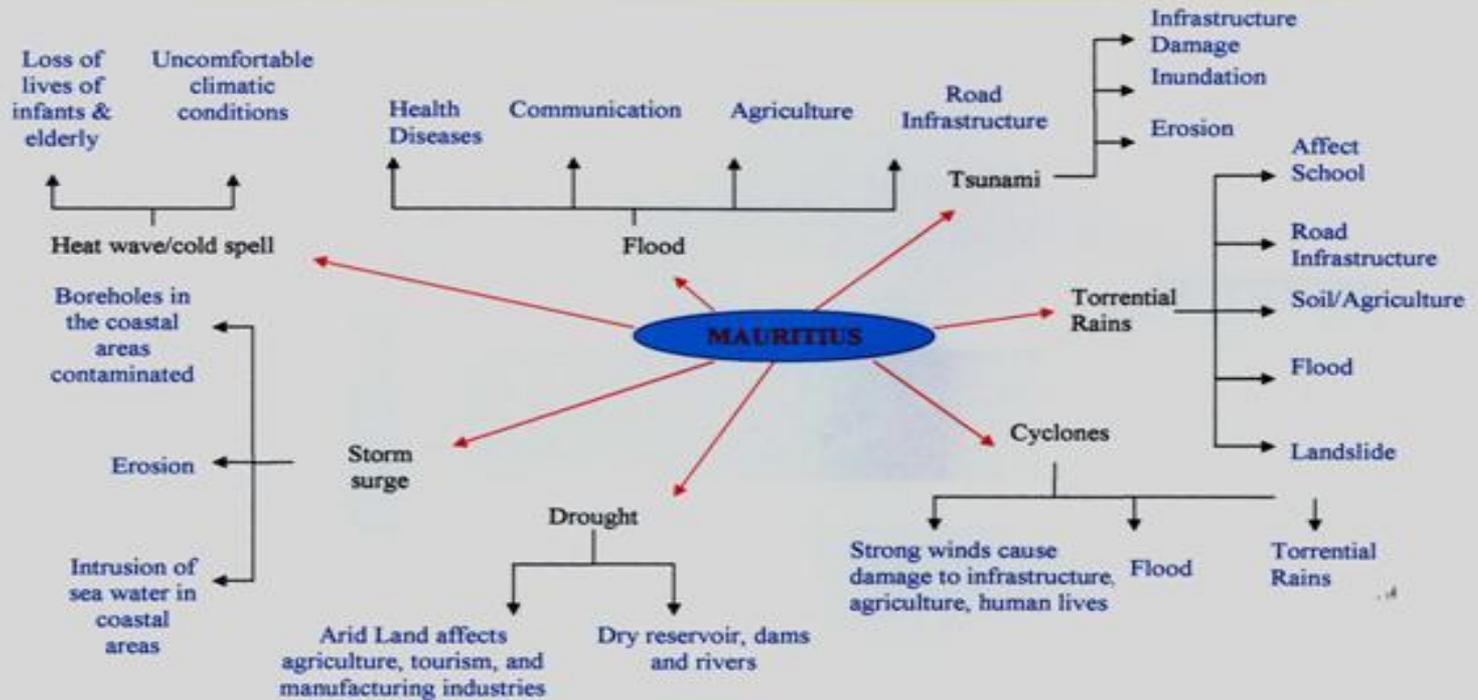 Loss of
lives of
infants &
elderly
Uncomfortable
climatic
conditions
Heat wave/cold spell
Health
Diseases
Communication
Agriculture
Road
Infrastructure
Flood
Infrastructure
Damage
Inundation
Erosion
Tsunami
Affect
School
Road
Infrastructure
Soil/Agriculture
Flood
Landslide
Torrential
Rains
MAURITIUS
Boreholes in
the coastal
areas
contaminated
Erosion
Intrusion of
sea water in
coastal
areas
Storm
surge
Drought
Arid Land affects
agriculture, tourism, and
manufacturing industries
Dry reservoir, dams
and rivers
Cyclones
Strong winds cause
damage to infrastructure,
agriculture, human lives
Flood
Torrential
Rains